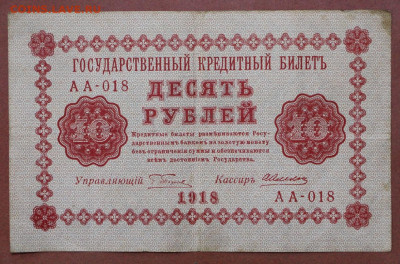 ГОСУДАРСТВЕННЫЙ КРЕДИТНЫЙ БИЛЕТЪ
АА-018
ДЕСЯТЬ
РУБЛЕЙ
10
10
Кредитные билеты размѣниваются Госу-
дарственнымъ банкомъ на золотую монету
безъ ограниченія суммы и обезпечиваются
всѣмъ достояніемъ Государства.
Управляющій
Кассиръ
1918
АА-018